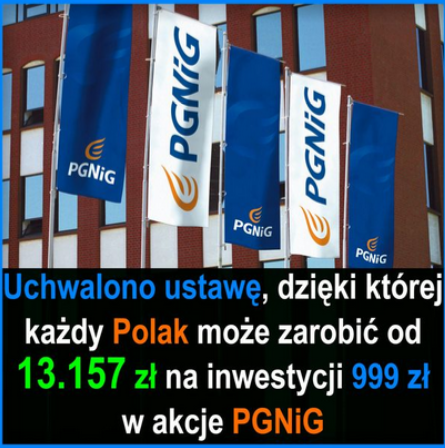 PGNiG
PGNiG
PGNiG
PGNiG
PGNiG
Uchwalono ustawę, dzięki której
każdy Polak może zarobić od
13.157 zł na inwestycji 999 zł
w akcje PGNiG